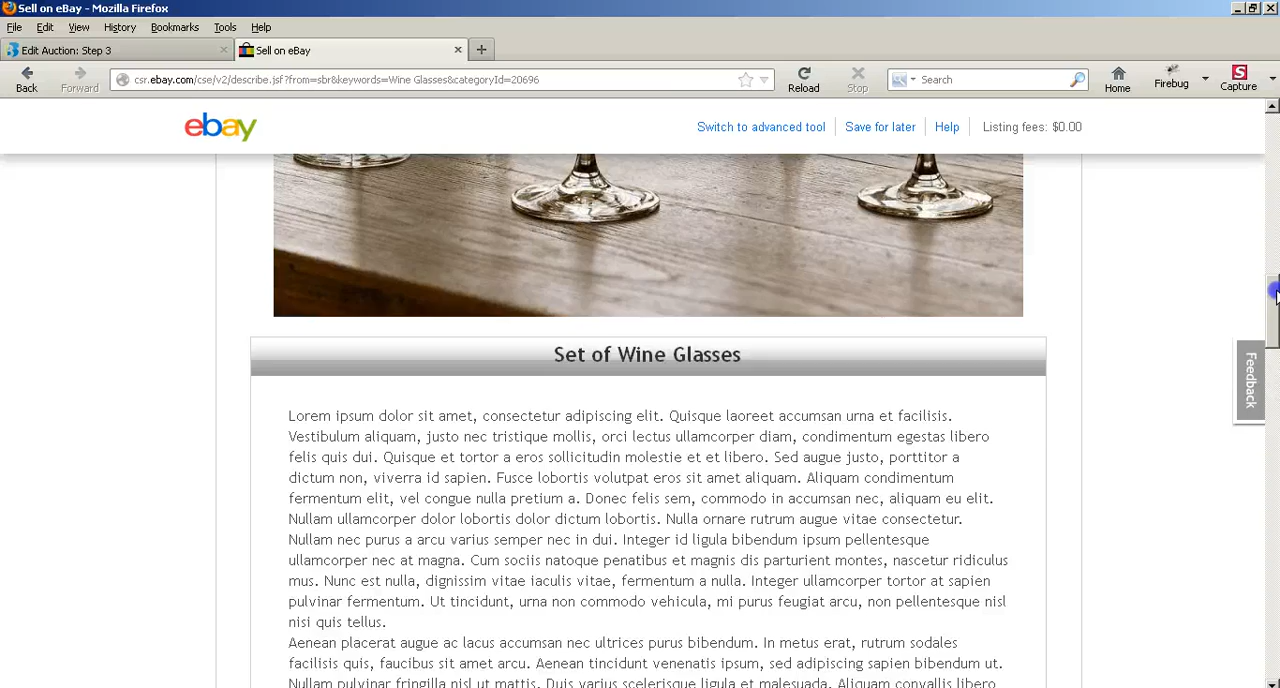 Sell on eBay - Mozilla Firefox
File Edit View History Bookmarks Tools Help
Edit Auction: Step 3 Sell on eBay
Back Forward csr.ebay.com/cse/v2/describe.jsf?from=sbr&keywords=Wine Glasses&categoryId=20696 Reload Stop Search Home Firebug Capture
ebay Switch to advanced tool Save for later Help Listing fees: $0.00
Feedback
Set of Wine Glasses
Lorem ipsum dolor sit amet, consectetur adipiscing elit. Quisque laoreet accumsan urna et facilisis.
Vestibulum aliquam, justo nec tristique mollis, orci lectus ullamcorper diam, condimentum egestas libero
felis quis dui. Quisque et tortor a eros sollicitudin molestie et et libero. Sed augue justo, porttitor a
dictum non, viverra id sapien. Fusce lobortis volutpat eros sit amet aliquam. Aliquam condimentum
fermentum elit, vel congue nulla pretium a. Donec felis sem, commodo in accumsan nec, aliquam eu elit.
Nullam ullamcorper dolor lobortis dolor dictum lobortis. Nulla ornare rutrum augue vitae consectetur.
Nullam nec purus a arcu varius semper nec in dui. Integer id ligula bibendum ipsum pellentesque
ullamcorper nec at magna. Cum sociis natoque penatibus et magnis dis parturient montes, nascetur ridiculus
mus. Nunc est nulla, dignissim vitae iaculis vitae, fermentum a nulla. Integer ullamcorper tortor at sapien
pulvinar fermentum. Ut tincidunt, urna non commodo vehicula, mi purus feugiat arcu, non pellentesque nisl
nisi quis tellus.
Aenean placerat augue ac lacus accumsan nec ultrices purus bibendum. In metus erat, rutrum sodales
facilisis quis, faucibus sit amet arcu. Aenean tincidunt venenatis ipsum, sed adipiscing sapien bibendum ut.
Nullam pulvinar fringilla nisl ut mattis. Duis varius scelerisque ligula et malesuada. Aliquam convallis libero